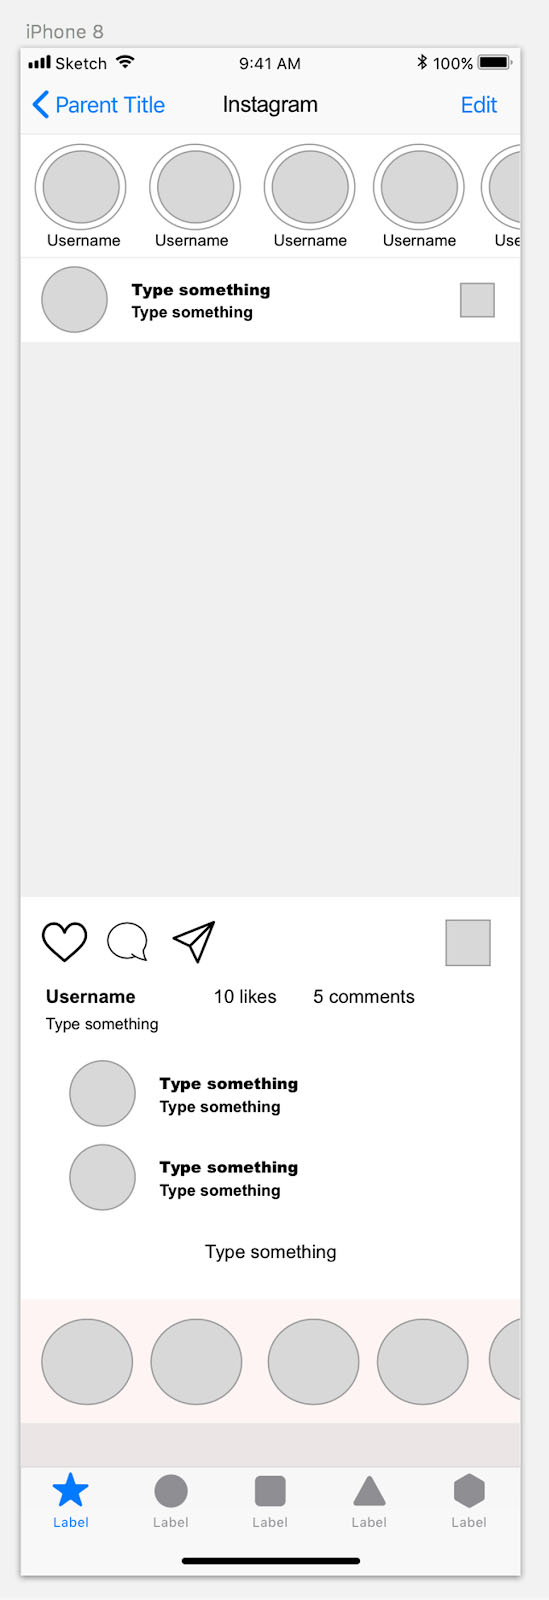 iPhone 8
Sketch 9:41 AM 100%
Parent Title Instagram Edit
Username Username Username Username Use
Type something
Type something
Username 10 likes 5 comments
Type something
Type something
Type something
Type something
Type something
Type something
Label Label Label Label Label